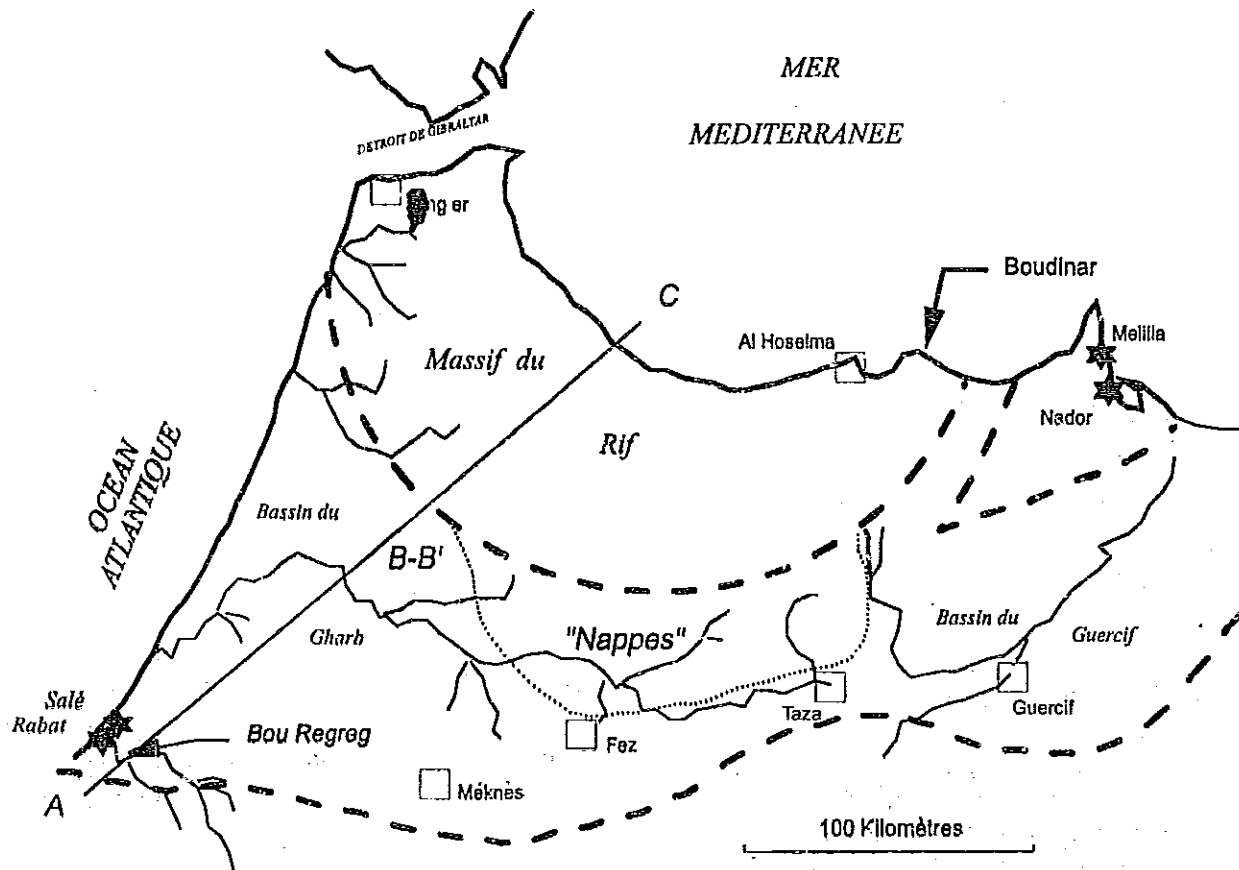 MER
MEDITERRANEE
DETROIT DE GIBRALTAR
Boudinar
C
Al Hoseima
Melilla
Massif du
Nador
Rif
OCEAN
ATLANTIQUE
Bassin du
B-B'
Gharb
"Nappes"
Bassin du
Guercif
Salé
Rabat
Taza
Guercif
Bou Regreg
Fez
A
Méknès
100 Kilomètres